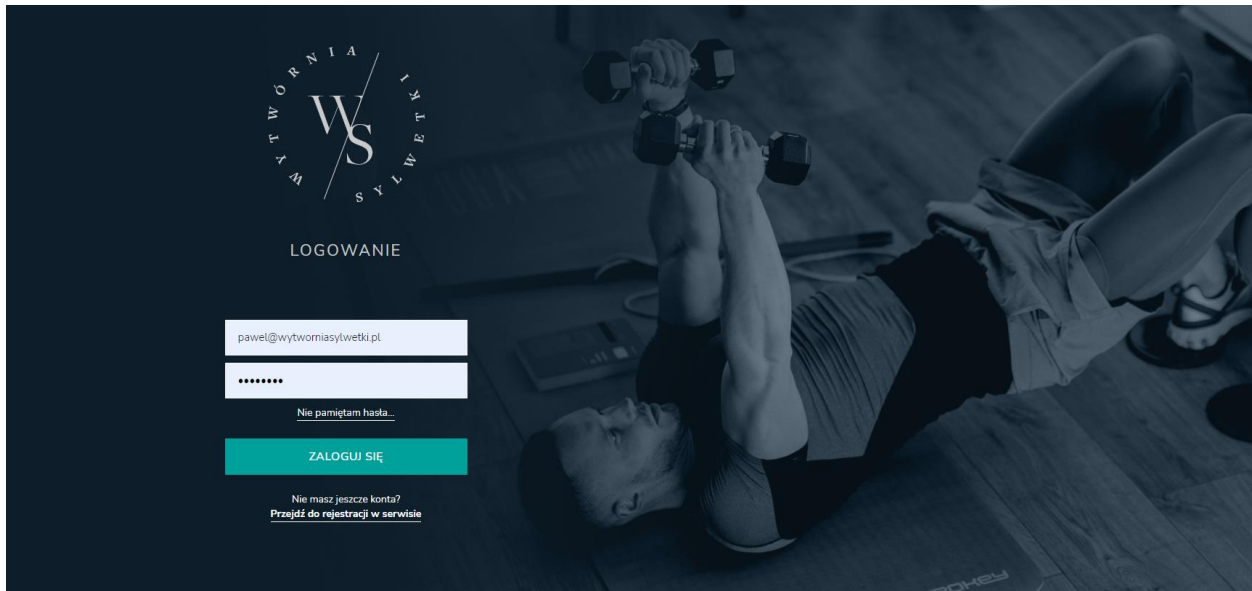 WYTWÓRNIA
SYLWETKI
WS
LOGOWANIE
pawel@wytworniasylwetki.pl
••••••••
Nie pamiętam hasła...
ZALOGUJ SIĘ
Nie masz jeszcze konta?
Przejdź do rejestracji w serwisie